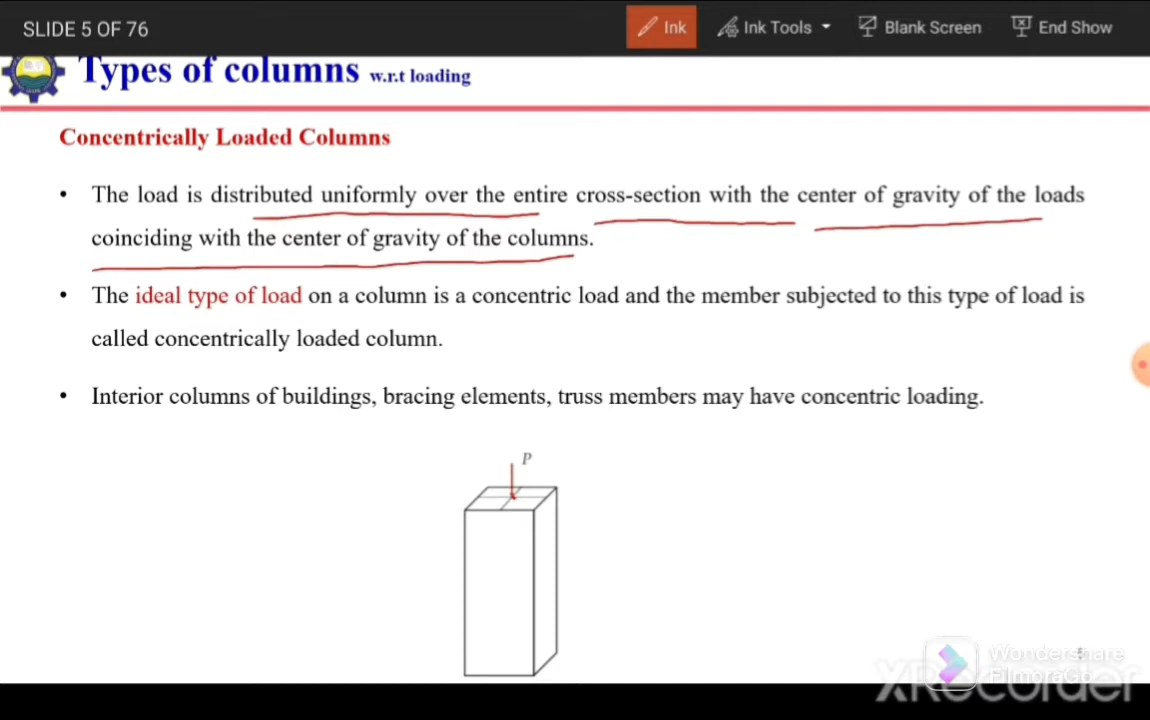 SLIDE 5 OF 76
Ink
Ink Tools
Blank Screen
End Show
Types of columns w.r.t loading
Concentrically Loaded Columns
• The load is distributed uniformly over the entire cross-section with the center of gravity of the loads
coinciding with the center of gravity of the columns.
• The ideal type of load on a column is a concentric load and the member subjected to this type of load is
called concentrically loaded column.
• Interior columns of buildings, bracing elements, truss members may have concentric loading.
P
Wondershare
FilmoraGo
XRecorder